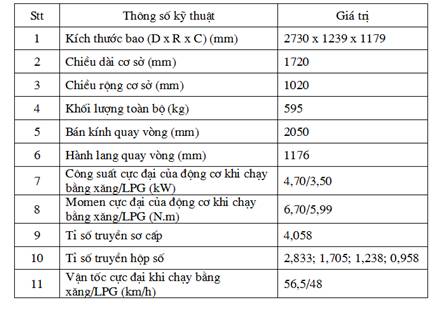 Stt Thông số kỹ thuật Giá trị
1 Kích thước bao (D x R x C) (mm) 2730 x 1239 x 1179
2 Chiều dài cơ sở (mm) 1720
3 Chiều rộng cơ sở (mm) 1020
4 Khối lượng toàn bộ (kg) 595
5 Bán kính quay vòng (mm) 2050
6 Hành lang quay vòng (mm) 1176
7 Công suất cực đại của động cơ khi chạy
bằng xăng/LPG (kW) 4,70/3,50
8 Momen cực đại của động cơ khi chạy
bằng xăng/LPG (N.m) 6,70/5,99
9 Tỉ số truyền sơ cấp 4,058
10 Tỉ số truyền hộp số 2,833; 1,705; 1,238; 0,958
11 Vận tốc cực đại khi chạy bằng
xăng/LPG (km/h) 56,5/48